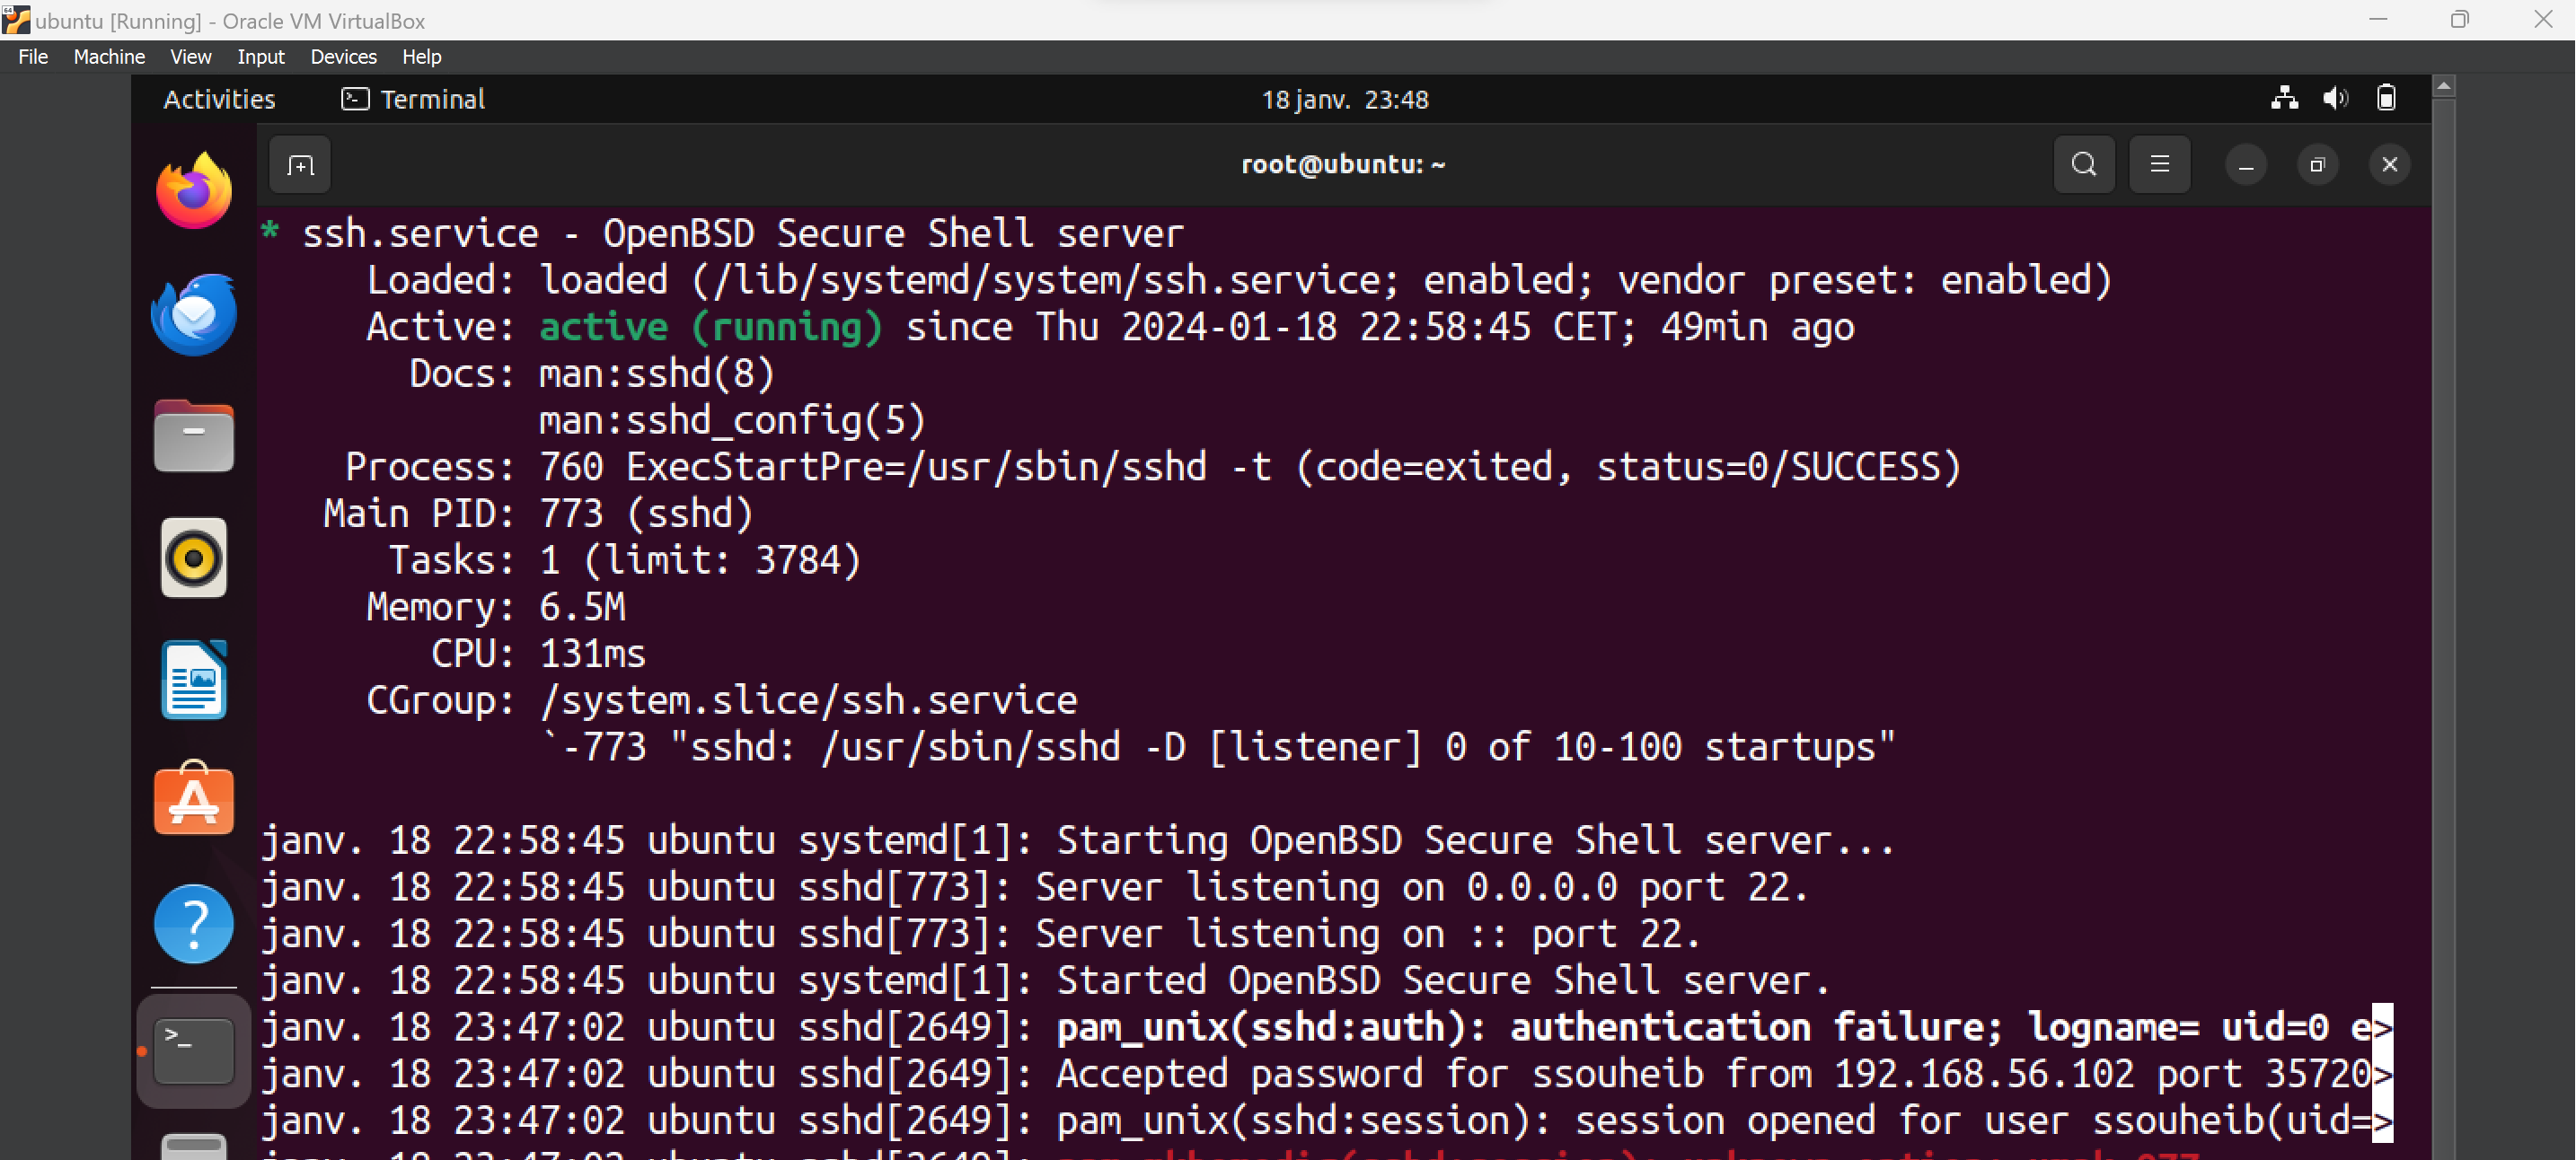 ubuntu [Running] - Oracle VM VirtualBox
File Machine View Input Devices Help
Activities Terminal 18 janv. 23:48
root@ubuntu: ~
* ssh.service - OpenBSD Secure Shell server
Loaded: loaded (/lib/systemd/system/ssh.service; enabled; vendor preset: enabled)
Active: active (running) since Thu 2024-01-18 22:58:45 CET; 49min ago
Docs: man:sshd(8)
man:sshd_config(5)
Process: 760 ExecStartPre=/usr/sbin/sshd -t (code=exited, status=0/SUCCESS)
Main PID: 773 (sshd)
Tasks: 1 (limit: 3784)
Memory: 6.5M
CPU: 131ms
CGroup: /system.slice/ssh.service
`-773 "sshd: /usr/sbin/sshd -D [listener] 0 of 10-100 startups"
janv. 18 22:58:45 ubuntu systemd[1]: Starting OpenBSD Secure Shell server...
janv. 18 22:58:45 ubuntu sshd[773]: Server listening on 0.0.0.0 port 22.
janv. 18 22:58:45 ubuntu sshd[773]: Server listening on :: port 22.
janv. 18 22:58:45 ubuntu systemd[1]: Started OpenBSD Secure Shell server.
janv. 18 23:47:02 ubuntu sshd[2649]: pam_unix(sshd:auth): authentication failure; logname= uid=0 e>
janv. 18 23:47:02 ubuntu sshd[2649]: Accepted password for ssouheib from 192.168.56.102 port 35720>
janv. 18 23:47:02 ubuntu sshd[2649]: pam_unix(sshd:session): session opened for user ssouheib(uid=>